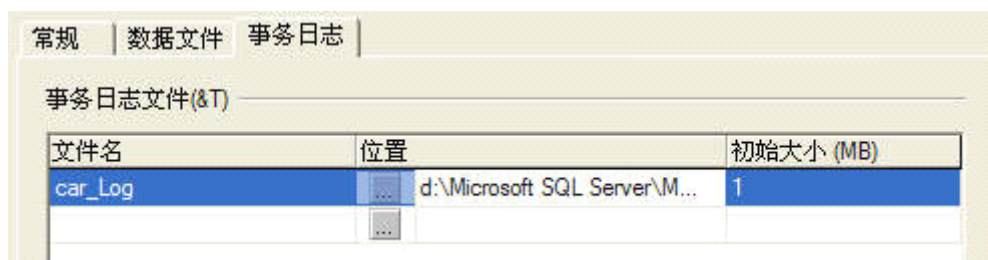 常规 数据文件 事务日志
事务日志文件(&T)
文件名 位置 初始大小 (MB)
car_Log ... d:\Microsoft SQL Server\M... 1
...